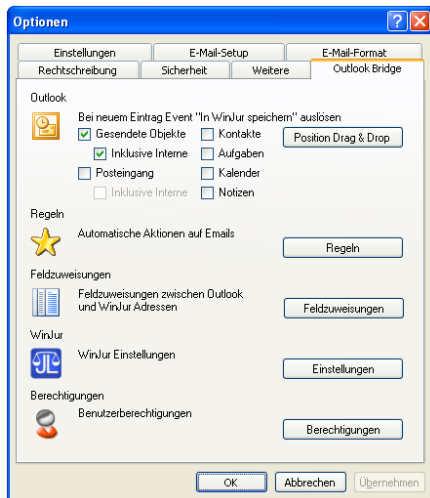 Optionen
Einstellungen E-Mail-Setup E-Mail-Format
Rechtschreibung Sicherheit Weitere Outlook Bridge
Outlook
Bei neuem Eintrag Event "In WinJur speichern" auslösen
Gesendete Objekte Kontakte Position Drag & Drop
Inklusive Interne Aufgaben
Posteingang Kalender
Inklusive Interne Notizen
Regeln
Automatische Aktionen auf Emails
Regeln
Feldzuweisungen
Feldzuweisungen zwischen Outlook
und WinJur Adressen
Feldzuweisungen
WinJur
WinJur Einstellungen
Einstellungen
Berechtigungen
Benutzerberechtigungen
Berechtigungen
OK Abbrechen Übernehmen